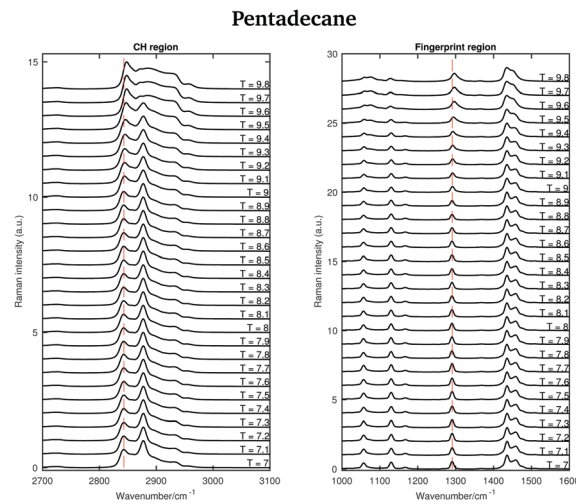 Pentadecane
CH region
Raman intensity (a.u.)
15
10
5
0
T = 9.8
T = 9.7
T = 9.6
T = 9.5
T = 9.4
T = 9.3
T = 9.2
T = 9.1
T = 9
T = 8.9
T = 8.8
T = 8.7
T = 8.6
T = 8.5
T = 8.4
T = 8.3
T = 8.2
T = 8.1
T = 8
T = 7.9
T = 7.8
T = 7.7
T = 7.6
T = 7.5
T = 7.4
T = 7.3
T = 7.2
T = 7.1
T = 7
2700 2800 2900 3000 3100
Wavenumber/cm⁻¹
Fingerprint region
Raman intensity (a.u.)
30
25
20
15
10
5
0
T = 9.8
T = 9.7
T = 9.6
T = 9.5
T = 9.4
T = 9.3
T = 9.2
T = 9.1
T = 9
T = 8.9
T = 8.8
T = 8.7
T = 8.6
T = 8.5
T = 8.4
T = 8.3
T = 8.2
T = 8.1
T = 8
T = 7.9
T = 7.8
T = 7.7
T = 7.6
T = 7.5
T = 7.4
T = 7.3
T = 7.2
T = 7.1
T = 7
1000 1100 1200 1300 1400 1500 1600
Wavenumber/cm⁻¹